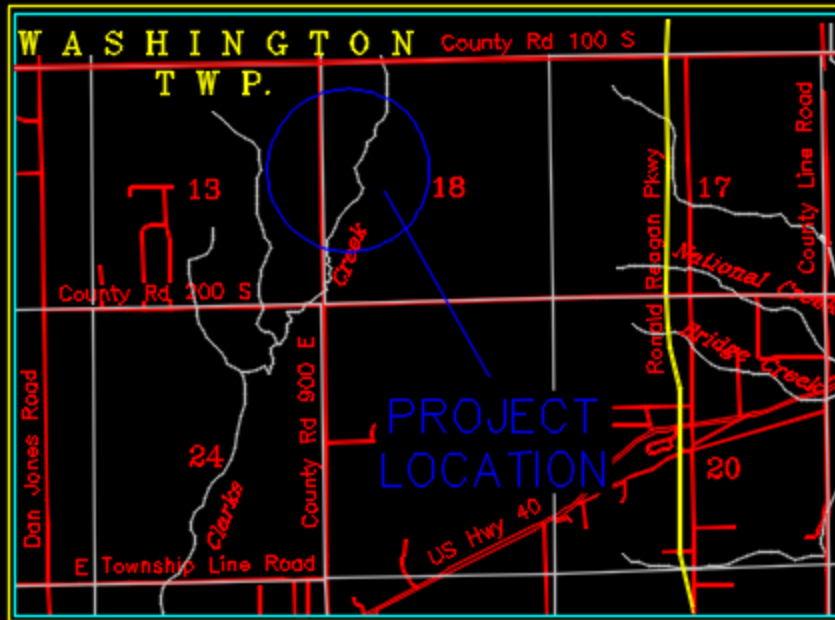 WASHINGTON
TWP.
County Rd 100 S
County Line Road
13
18
17
Ronald Reagan Pkwy
Creek
National
County Rd 200 S
Bridge Creek
Dan Jones Road
County Rd 900 E
PROJECT
LOCATION
24
20
Clarks
US Hwy 40
E Township Line Road